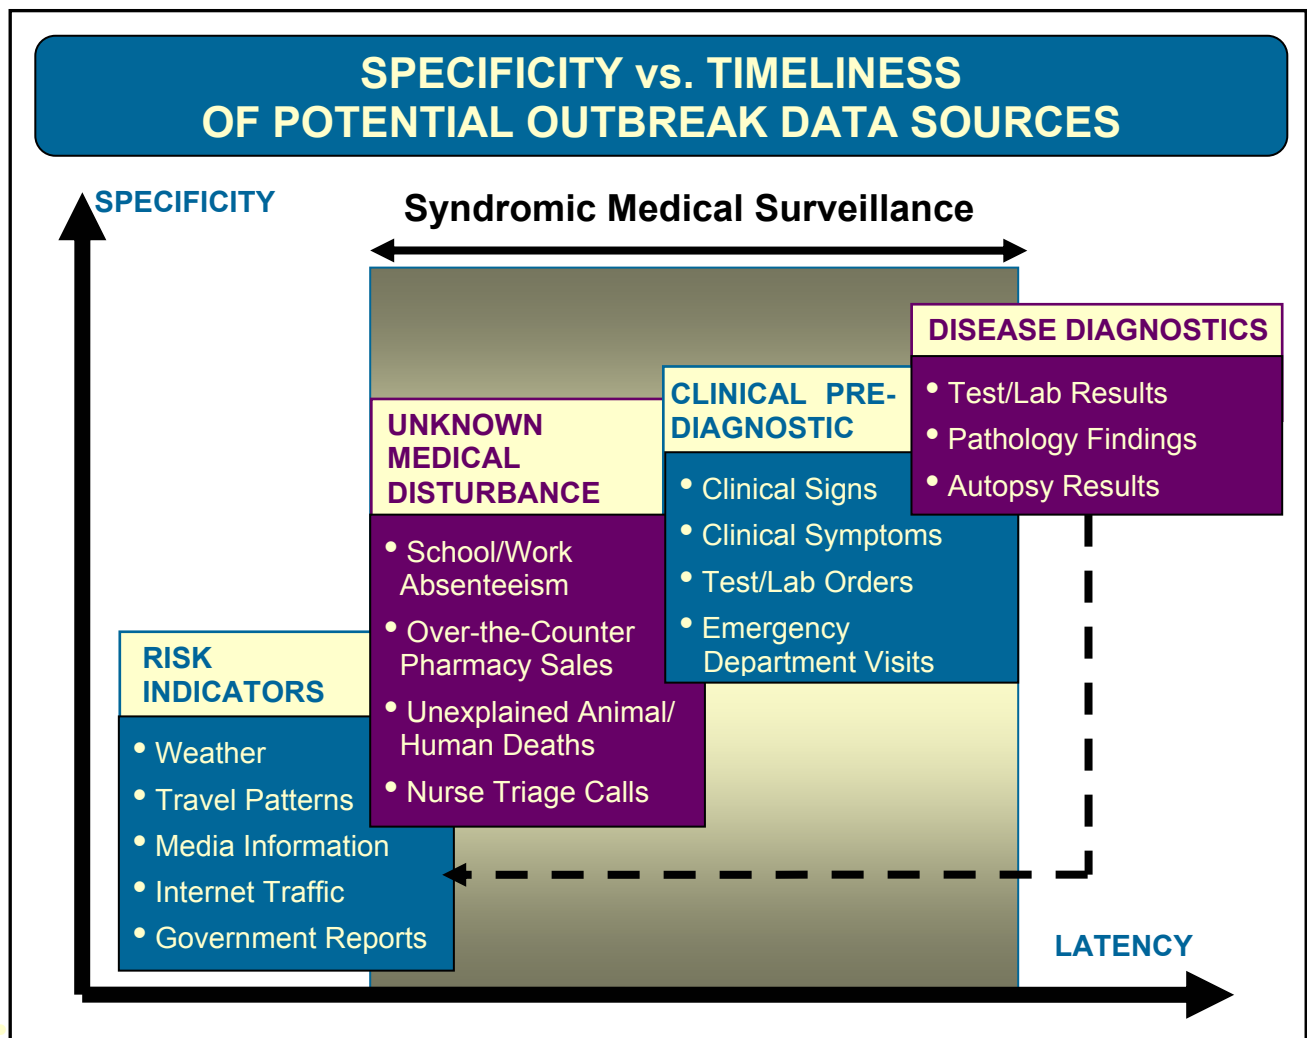 SPECIFICITY vs. TIMELINESS
OF POTENTIAL OUTBREAK DATA SOURCES
SPECIFICITY
Syndromic Medical Surveillance
RISK
INDICATORS
• Weather
• Travel Patterns
• Media Information
• Internet Traffic
• Government Reports
UNKNOWN
MEDICAL
DISTURBANCE
• School/Work
Absenteeism
• Over-the-Counter
Pharmacy Sales
• Unexplained Animal/
Human Deaths
• Nurse Triage Calls
CLINICAL PRE-
DIAGNOSTIC
• Clinical Signs
• Clinical Symptoms
• Test/Lab Orders
• Emergency
Department Visits
DISEASE DIAGNOSTICS
• Test/Lab Results
• Pathology Findings
• Autopsy Results
LATENCY